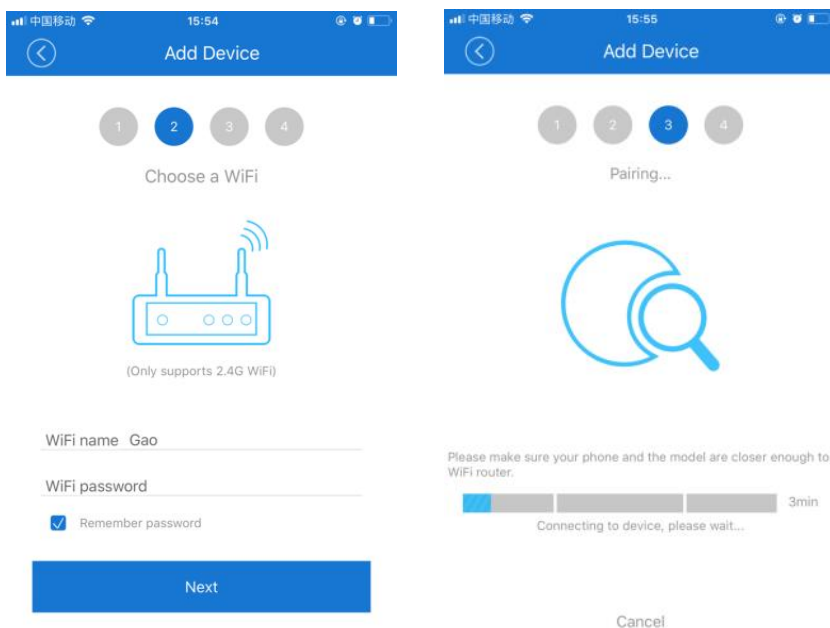 中国移动 15:54
Add Device
1 2 3 4
Choose a WiFi
(Only supports 2.4G WiFi)
WiFi name Gao
WiFi password
Remember password
Next
中国移动 15:55
Add Device
1 2 3 4
Pairing...
Please make sure your phone and the model are closer enough to
WiFi router.
3min
Connecting to device, please wait...
Cancel